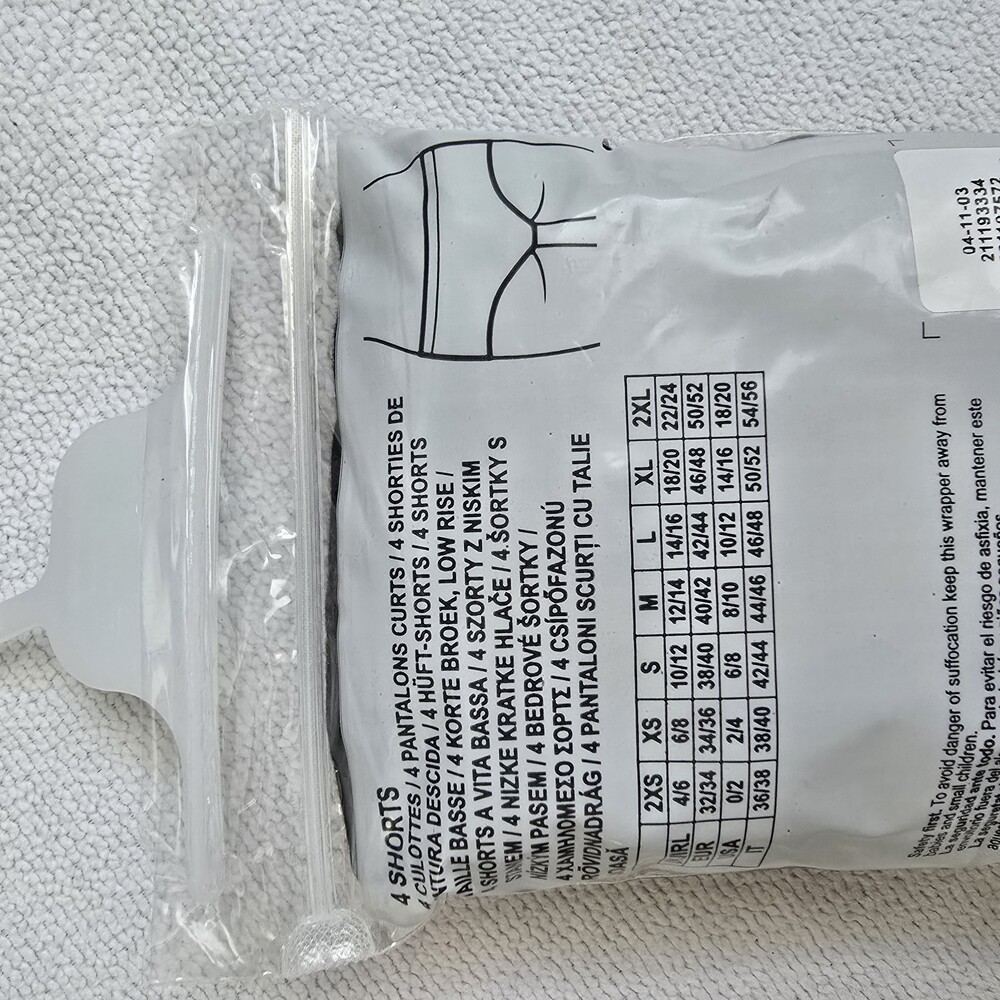 4 SHORTS
4 CULOTTES / 4 PANTALONS CURTS / 4 SHORTIES DE
DESCIDA / 4 HÜFT-SHORTS / 4 SHORTS
BASSE / 4 KORTE BROEK, LOW RISE /
SHORTS A VITA BASSA / 4 SZORTY Z NISKIM
4 NIZKE KRATKE HLAČE / 4 ŠORTKY S
PASEM / 4 BEDROVÉ ŠORTKY /
4 ΧΑΜΗΛΟΜΕΣΟ ΣΟΡΤΣ / 4 CSÍPŐFAZONÚ
RÖVIDNADRÁG / 4 PANTALONI SCURȚI CU TALIE
JOASĂ
2XS XS S M L XL 2XL
4/6 6/8 10/12 12/14 14/16 18/20 22/24
EUR 32/34 34/36 38/40 40/42 42/44 46/48 50/52
0/2 2/4 6/8 8/10 10/12 14/16 18/20
IT 36/38 38/40 42/44 44/46 46/48 50/52 54/56
04-11-03
211193334
Safety first. To avoid danger of suffocation keep this wrapper away from
babies and small children.
La seguridad ante todo. Para evitar el riesgo de asfixia, mantener este